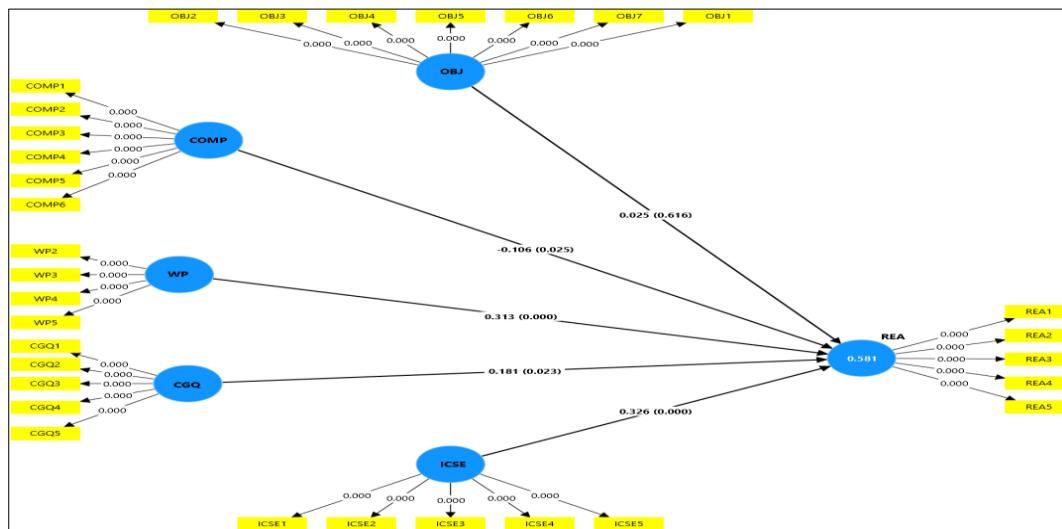 OBJ2 OBJ3 OBJ4 OBJ5 OBJ6 OBJ7 OBJ1
0.000 0.000 0.000 0.000 0.000 0.000 0.000
OBJ
COMP1
COMP2
COMP3
COMP4
COMP5
COMP6
0.000
0.000
0.000
0.000
0.000
0.000
COMP
0.025 (0.616)
-0.106 (0.025)
WP2
WP3
WP4
WP5
0.000
0.000
0.000
0.000
WP
0.313 (0.000)
CGQ1
CGQ2
CGQ3
CGQ4
CGQ5
0.000
0.000
0.000
0.000
0.000
CGQ
0.181 (0.023)
0.326 (0.000)
REA
0.581
0.000
0.000
0.000
0.000
0.000
REA1
REA2
REA3
REA4
REA5
ICSE
0.000 0.000 0.000 0.000 0.000
ICSE1 ICSE2 ICSE3 ICSE4 ICSE5